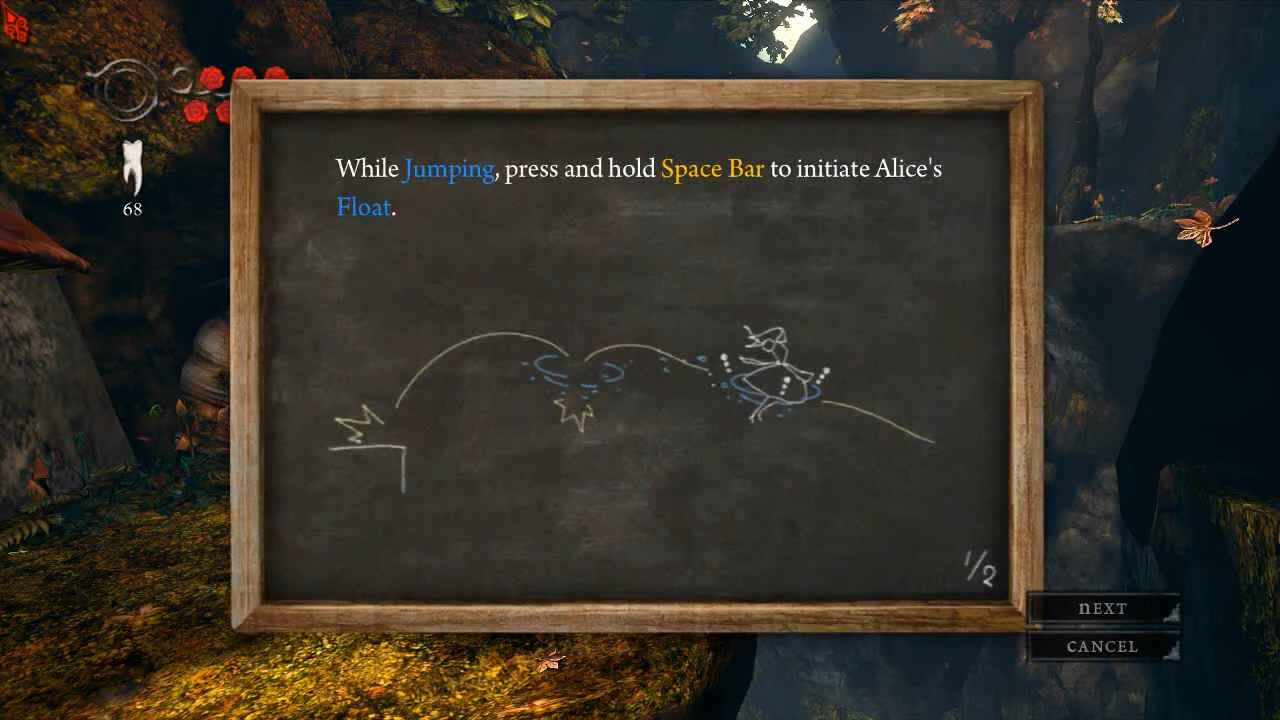 While Jumping, press and hold Space Bar to initiate Alice's
Float.
68
1/2
NEXT
CANCEL